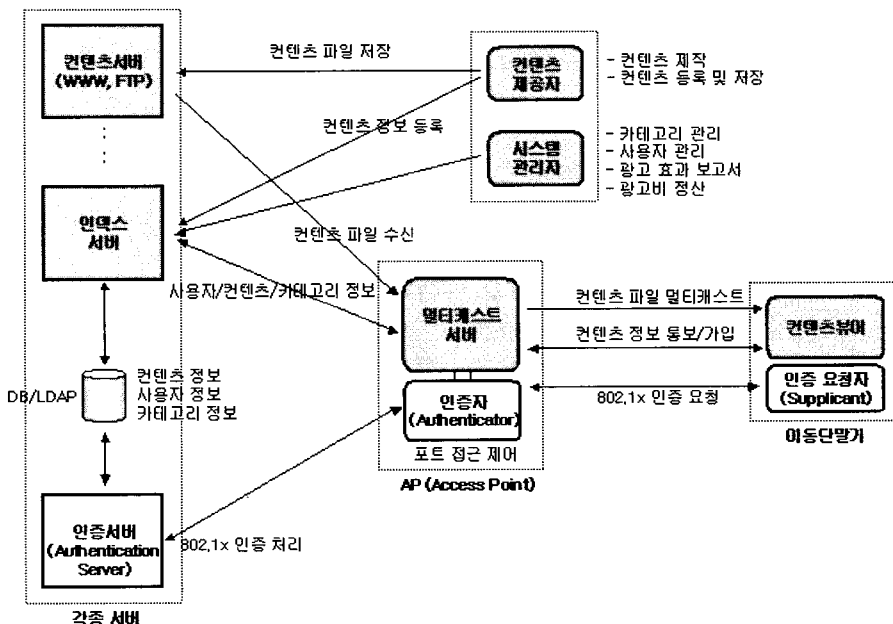 컨텐츠서버
(WWW, FTP)
컨텐츠 파일 저장
컨텐츠
제공자
- 컨텐츠 제작
- 컨텐츠 등록 및 저장
컨텐츠 정보 등록
시스템
관리자
- 카테고리 관리
- 사용자 관리
- 광고 효과 보고서
- 광고비 정산
인덱스
서버
컨텐츠 파일 수신
사용자/컨텐츠/카테고리 정보
멀티캐스트
서버
컨텐츠 파일 멀티캐스트
컨텐츠뷰어
컨텐츠 정보 통보/가입
DB/LDAP
컨텐츠 정보
사용자 정보
카테고리 정보
인증자
(Authenticator)
802.1x 인증 요청
인증 요청자
(Supplicant)
포트 접근 제어
이동단말기
AP (Access Point)
인증서버
(Authentication
Server)
802.1x 인증 처리
각종 서버